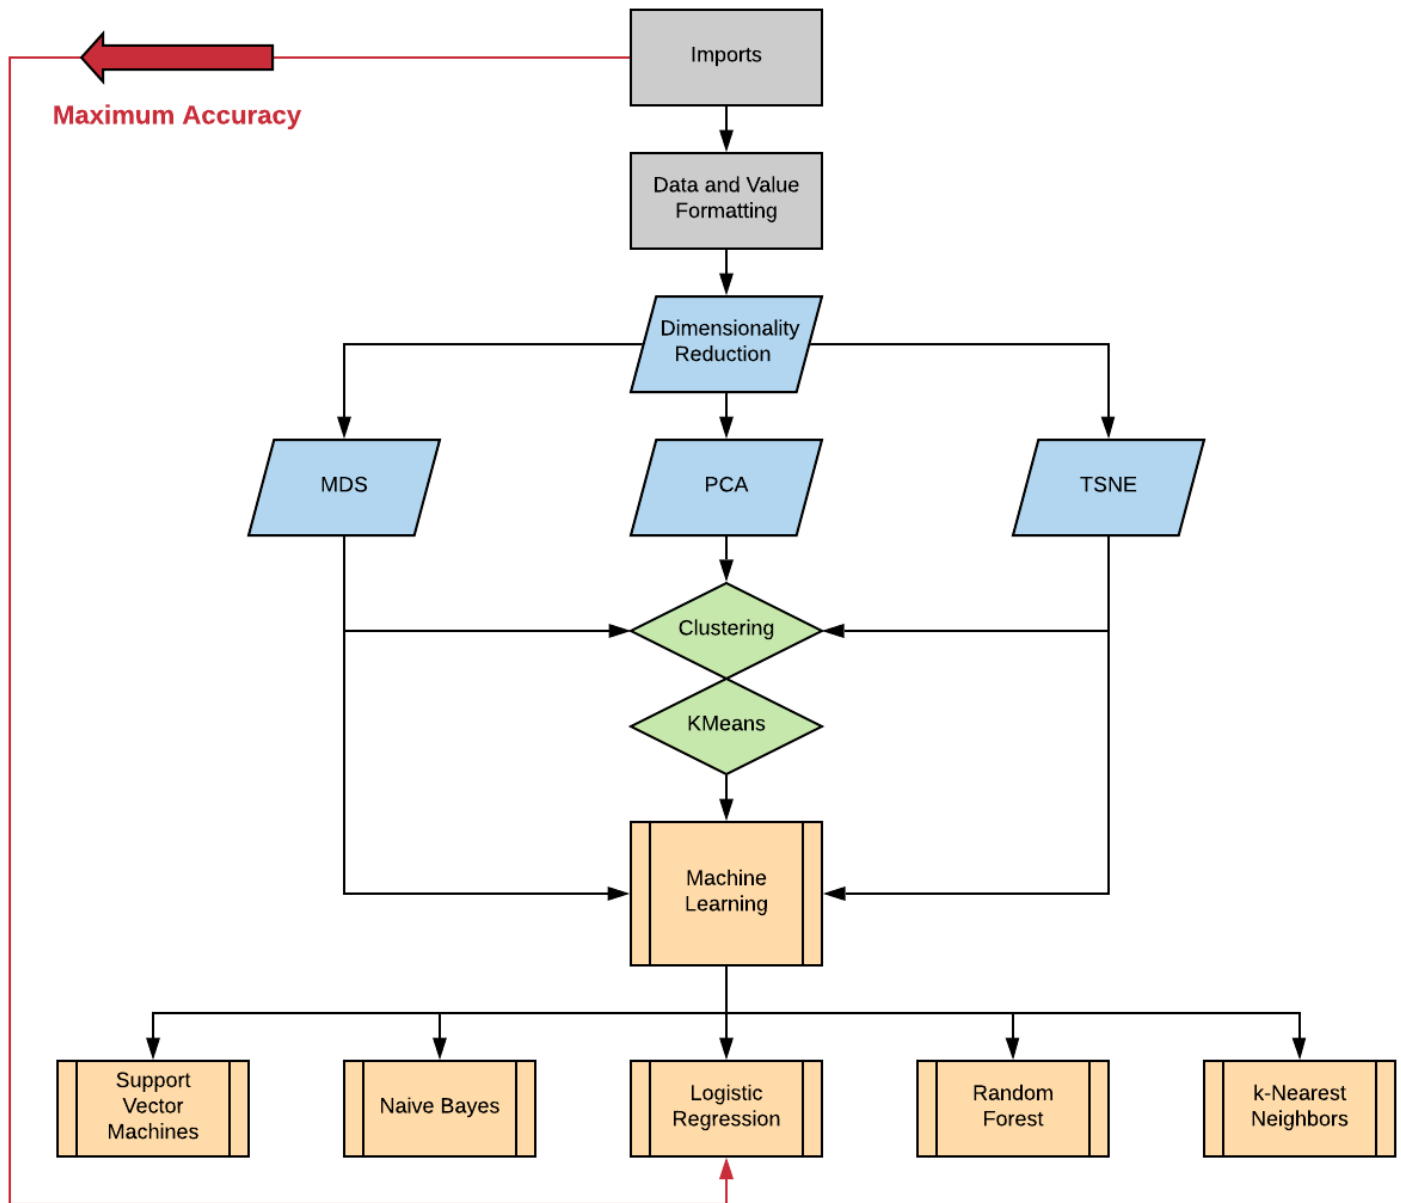 Imports
Maximum Accuracy
Data and Value
Formatting
Dimensionality
Reduction
MDS
PCA
TSNE
Clustering
KMeans
Machine
Learning
Support
Vector
Machines
Naive Bayes
Logistic
Regression
Random
Forest
k-Nearest
Neighbors